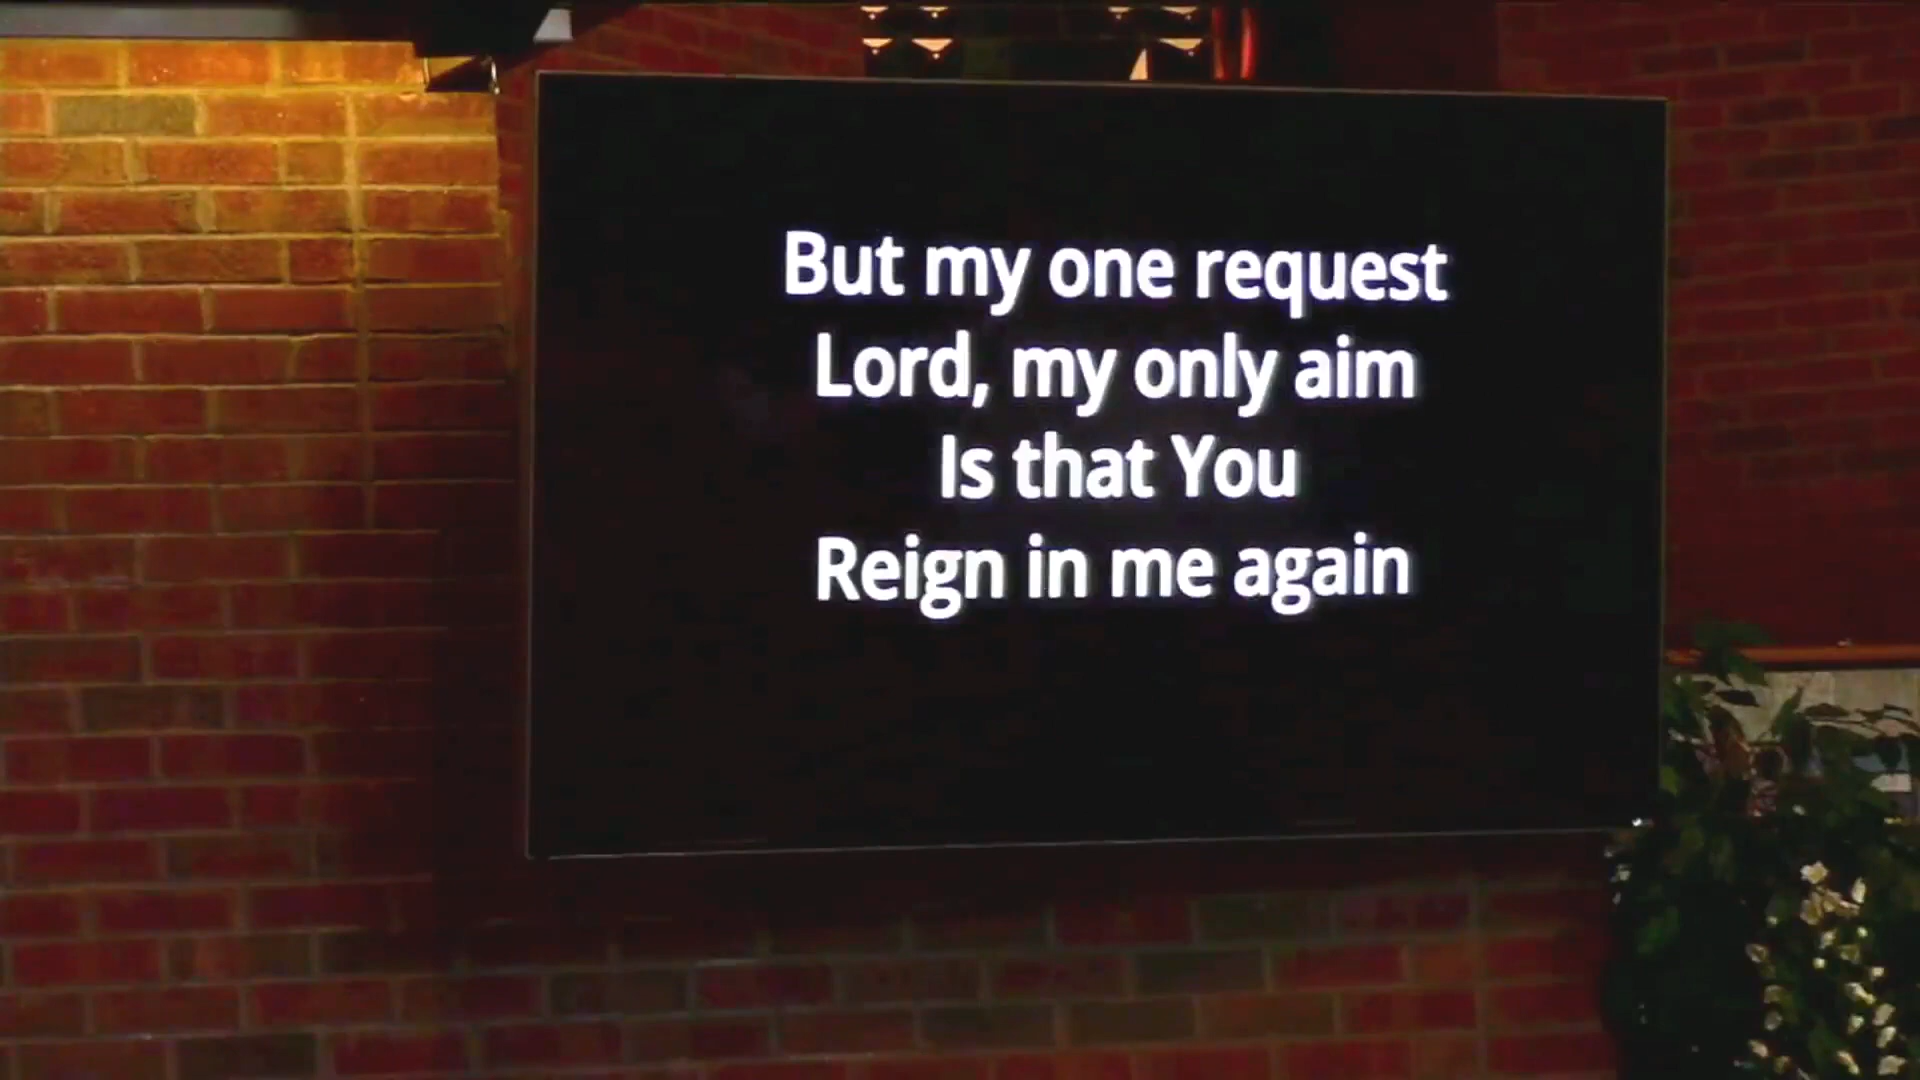 But my one request
Lord, my only aim
Is that You
Reign in me again